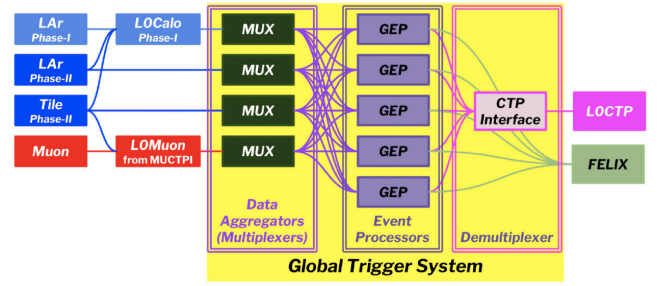 LAr
Phase-I
L0Calo
Phase-I
MUX
GEP
LAr
Phase-II
MUX
GEP
Tile
Phase-II
MUX
GEP
CTP
Interface
L0CTP
Muon
L0Muon
from MUCTPI
MUX
GEP
FELIX
GEP
Data
Aggregators
(Multiplexers)
Event
Processors
Demultiplexer
Global Trigger System